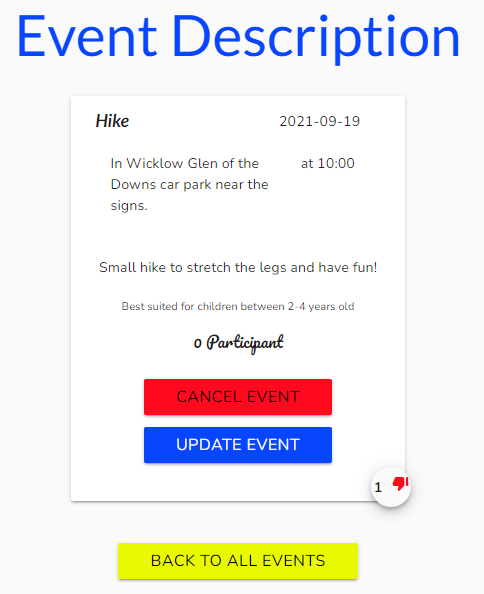 Event Description
Hike
2021-09-19
In Wicklow Glen of the
Downs car park near the
signs.
at 10:00
Small hike to stretch the legs and have fun!
Best suited for children between 2-4 years old
0 Participant
CANCEL EVENT
UPDATE EVENT
1
BACK TO ALL EVENTS